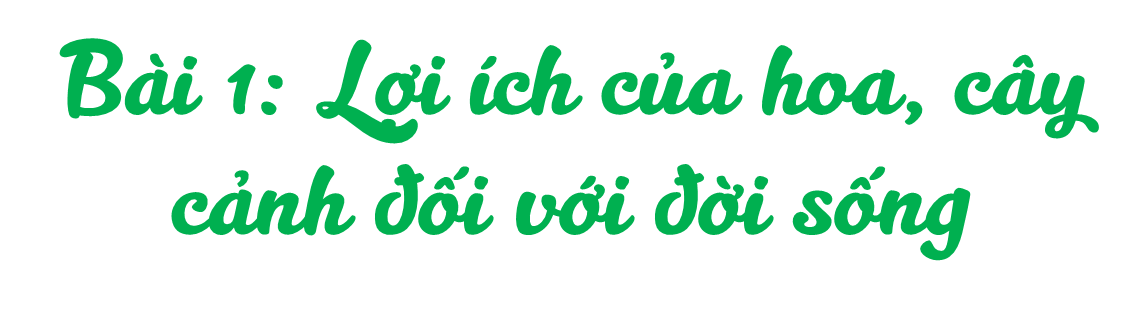 Bài 1: Lợi ích của hoa, cây
cảnh đối với đời sống